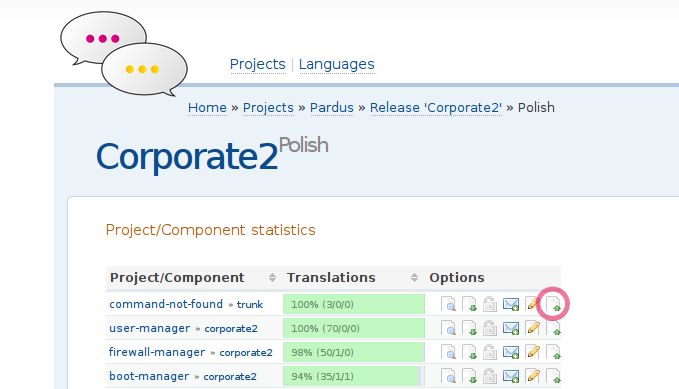 Projects | Languages
Home » Projects » Pardus » Release 'Corporate2' » Polish
Corporate2 Polish
Project/Component statistics
Project/Component Translations Options
command-not-found » trunk 100% (3/0/0)
user-manager » corporate2 100% (70/0/0)
firewall-manager » corporate2 98% (50/1/0)
boot-manager » corporate2 94% (35/1/1)